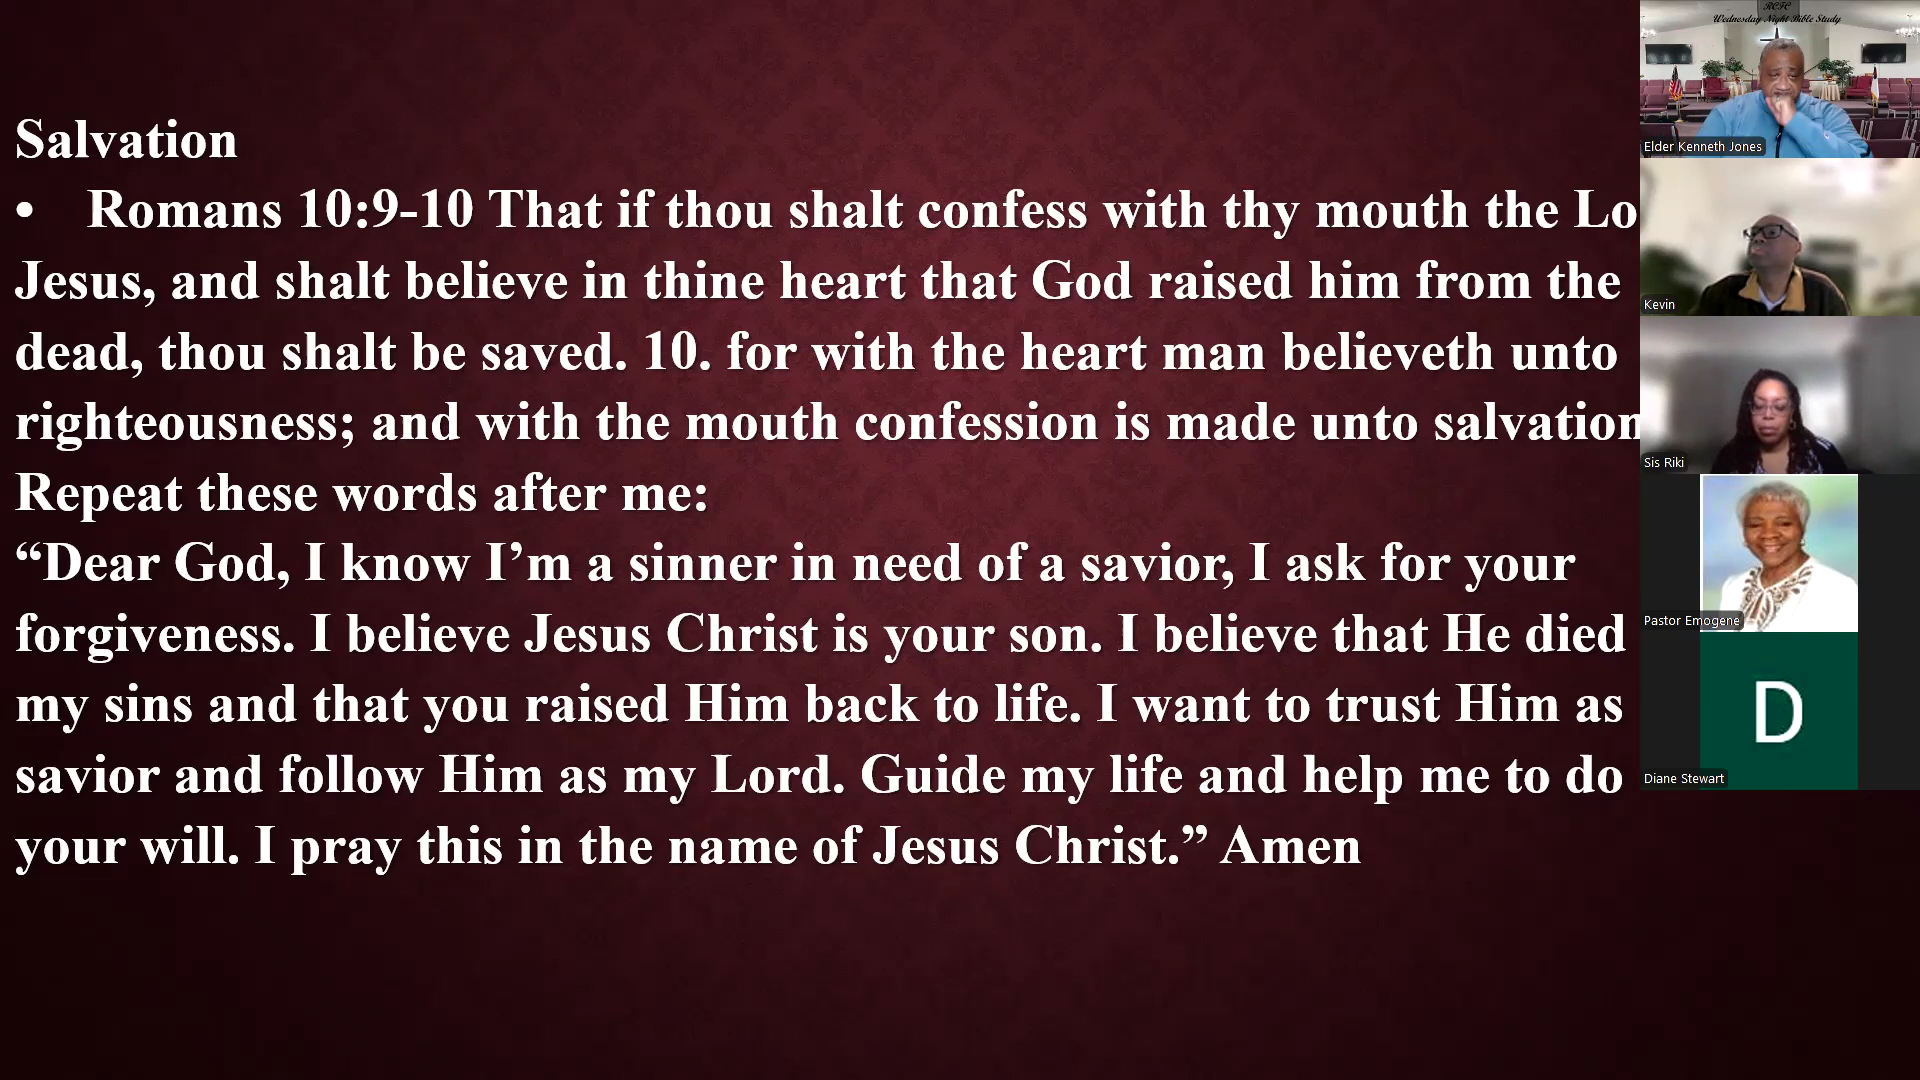 Salvation
• Romans 10:9-10 That if thou shalt confess with thy mouth the Lo
Jesus, and shalt believe in thine heart that God raised him from the
dead, thou shalt be saved. 10. for with the heart man believeth unto
righteousness; and with the mouth confession is made unto salvation
Repeat these words after me:
“Dear God, I know I’m a sinner in need of a savior, I ask for your
forgiveness. I believe Jesus Christ is your son. I believe that He died
my sins and that you raised Him back to life. I want to trust Him as
savior and follow Him as my Lord. Guide my life and help me to do
your will. I pray this in the name of Jesus Christ.” Amen
RCFC
Wednesday Night Bible Study
Elder Kenneth Jones
Kevin
Sis Riki
Pastor Emogene
D
Diane Stewart